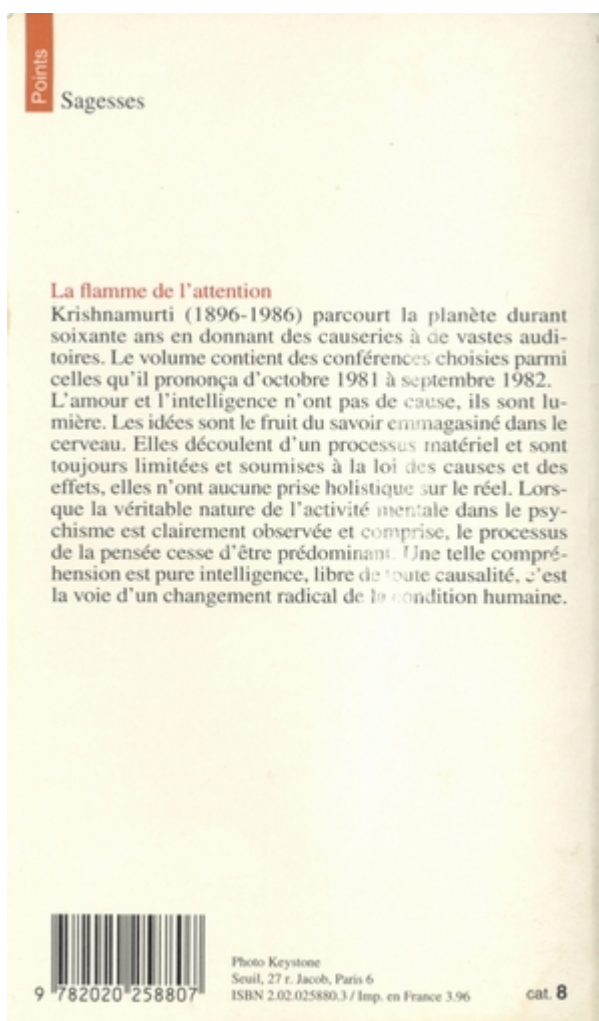 Points
Sagesses
La flamme de l'attention
Krishnamurti (1896-1986) parcourt la planète durant
soixante ans en donnant des causeries à de vastes audi-
toires. Le volume contient des conférences choisies parmi
celles qu'il prononça d'octobre 1981 à septembre 1982.
L'amour et l'intelligence n'ont pas de cause, ils sont lu-
mière. Les idées sont le fruit du savoir emmagasiné dans le
cerveau. Elles découlent d'un processus matériel et sont
toujours limitées et soumises à la loi des causes et des
effets, elles n'ont aucune prise holistique sur le réel. Lors-
que la véritable nature de l'activité mentale dans le psy-
chisme est clairement observée et comprise, le processus
de la pensée cesse d'être prédominant. Une telle compré-
hension est pure intelligence, libre de toute causalité, c'est
la voie d'un changement radical de la condition humaine.
9 782020 258807
Photo Keystone
Seuil, 27 r. Jacob, Paris 6
ISBN 2.02.025880.3 / Imp. en France 3.96
cat. 8